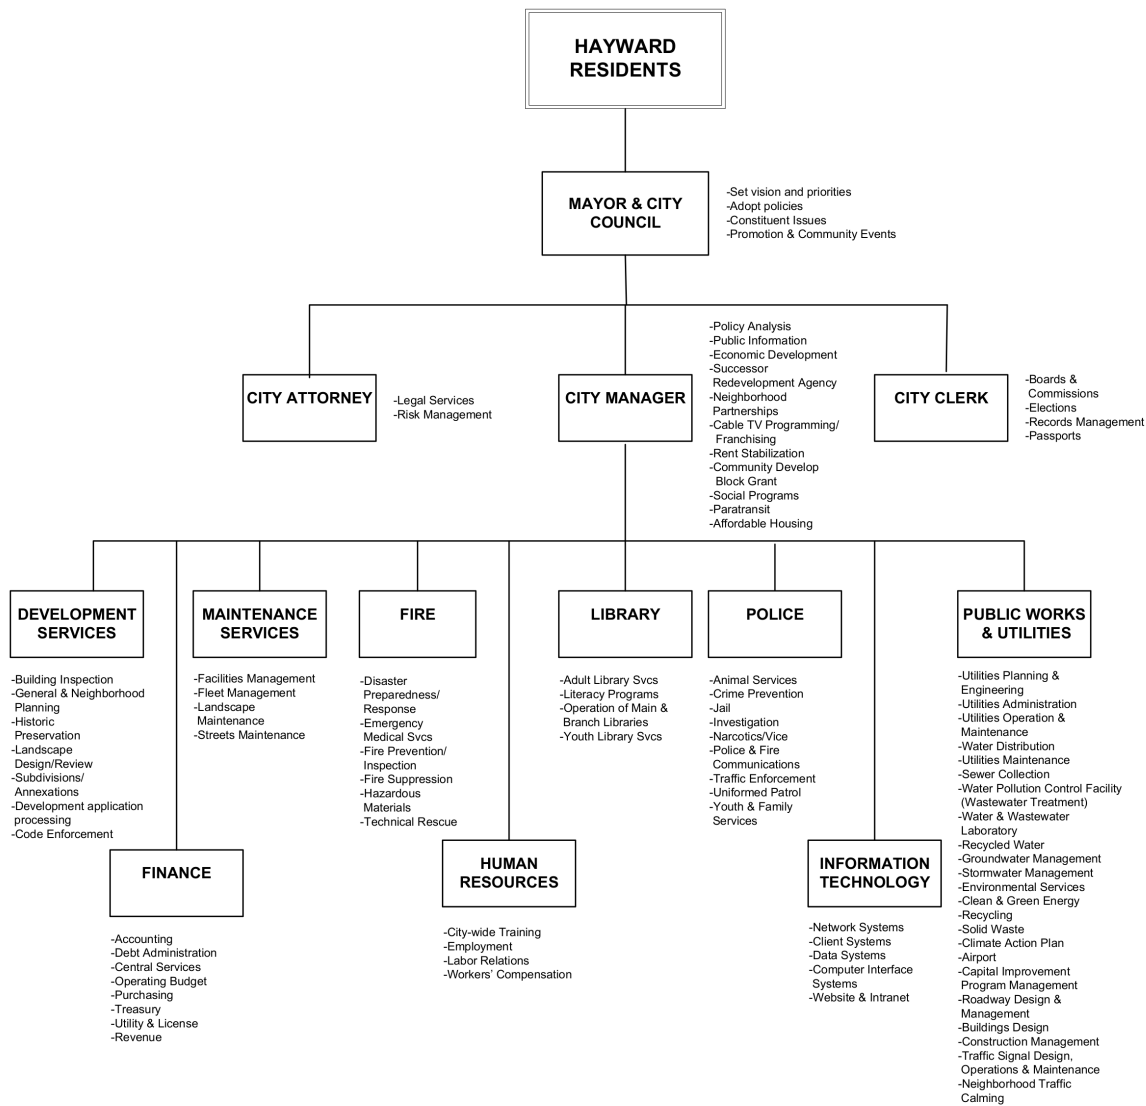 HAYWARD
RESIDENTS
MAYOR & CITY
COUNCIL
-Set vision and priorities
-Adopt policies
-Constituent Issues
-Promotion & Community Events
CITY ATTORNEY
-Legal Services
-Risk Management
CITY MANAGER
-Policy Analysis
-Public Information
-Economic Development
-Successor
Redevelopment Agency
-Neighborhood
Partnerships
-Cable TV Programming/
Franchising
-Rent Stabilization
-Community Develop
Block Grant
-Social Programs
-Paratransit
-Affordable Housing
CITY CLERK
-Boards &
Commissions
-Elections
-Records Management
-Passports
DEVELOPMENT
SERVICES
-Building Inspection
-General & Neighborhood
Planning
-Historic
Preservation
-Landscape
Design/Review
-Subdivisions/
Annexations
-Development application
processing
-Code Enforcement
MAINTENANCE
SERVICES
-Facilities Management
-Fleet Management
-Landscape
Maintenance
-Streets Maintenance
FIRE
-Disaster
Preparedness/
Response
-Emergency
Medical Svcs
-Fire Prevention/
Inspection
-Fire Suppression
-Hazardous
Materials
-Technical Rescue
LIBRARY
-Adult Library Svcs
-Literacy Programs
-Operation of Main &
Branch Libraries
-Youth Library Svcs
POLICE
-Animal Services
-Crime Prevention
-Jail
-Investigation
-Narcotics/Vice
-Police & Fire
Communications
-Traffic Enforcement
-Uniformed Patrol
-Youth & Family
Services
PUBLIC WORKS
& UTILITIES
-Utilities Planning &
Engineering
-Utilities Administration
-Utilities Operation &
Maintenance
-Water Distribution
-Utilities Maintenance
-Sewer Collection
-Water Pollution Control Facility
(Wastewater Treatment)
-Water & Wastewater
Laboratory
-Recycled Water
-Groundwater Management
-Stormwater Management
-Environmental Services
-Clean & Green Energy
-Recycling
-Solid Waste
-Climate Action Plan
-Airport
-Capital Improvement
Program Management
-Roadway Design &
Management
-Buildings Design
-Construction Management
-Traffic Signal Design,
Operations & Maintenance
-Neighborhood Traffic
Calming
FINANCE
-Accounting
-Debt Administration
-Central Services
-Operating Budget
-Purchasing
-Treasury
-Utility & License
-Revenue
HUMAN
RESOURCES
-City-wide Training
-Employment
-Labor Relations
-Workers’ Compensation
INFORMATION
TECHNOLOGY
-Network Systems
-Client Systems
-Data Systems
-Computer Interface
Systems
-Website & Intranet